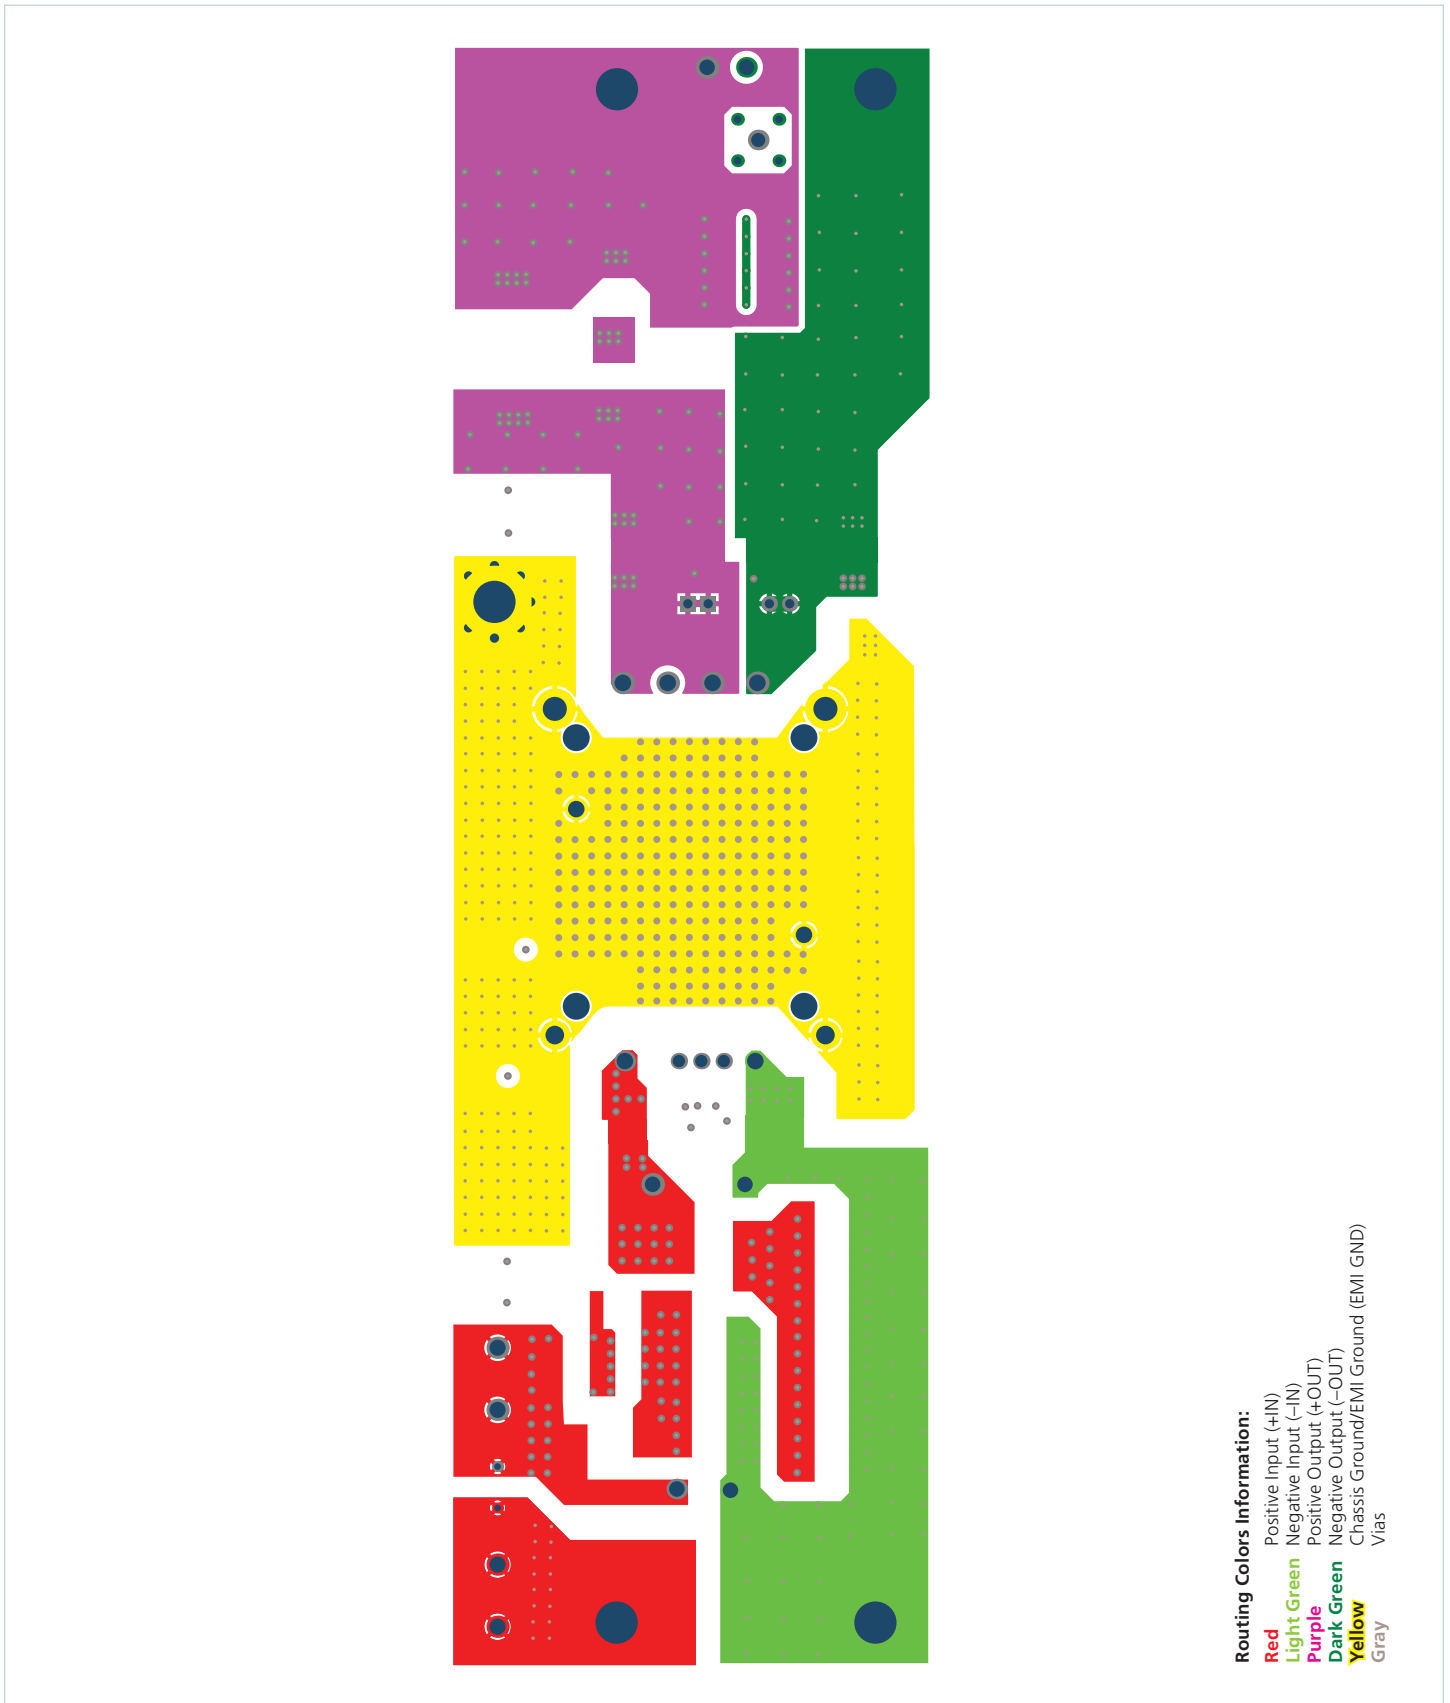 Routing Colors Information:
Red Positive Input (+IN)
Light Green Negative Input (–IN)
Purple Positive Output (+OUT)
Dark Green Negative Output (–OUT)
Yellow Chassis Ground/EMI Ground (EMI GND)
Gray Vias